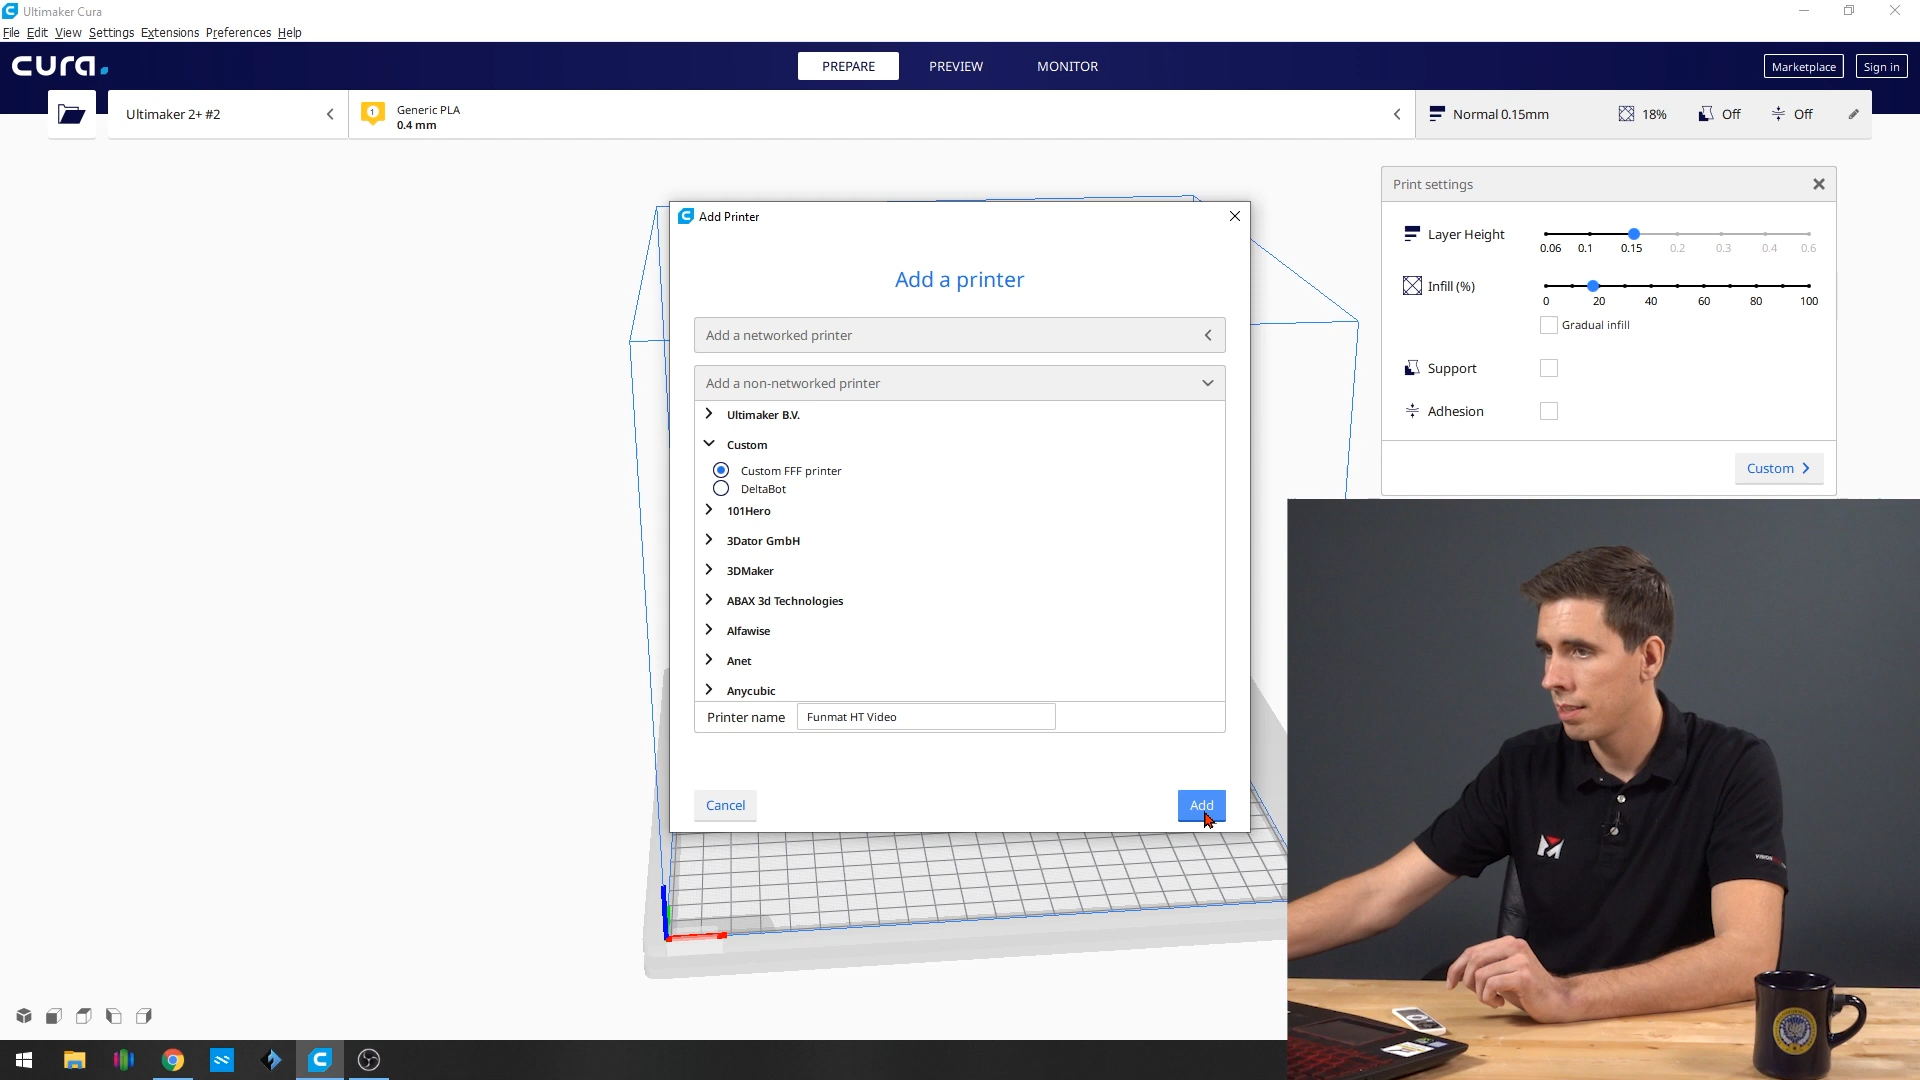 Ultimaker Cura
File Edit View Settings Extensions Preferences Help
cura.
PREPARE PREVIEW MONITOR
Marketplace Sign in
Ultimaker 2+ #2
1
Generic PLA
0.4 mm
Normal 0.15mm
18%
Off
Off
Print settings
Layer Height
0.06 0.1 0.15 0.2 0.3 0.4 0.6
Infill (%)
0 20 40 60 80 100
Gradual infill
Support
Adhesion
Custom
Add Printer
Add a printer
Add a networked printer
Add a non-networked printer
Ultimaker B.V.
Custom
Custom FFF printer
DeltaBot
101Hero
3Dator GmbH
3DMaker
ABAX 3d Technologies
Alfawise
Anet
Anycubic
Printer name Funmat HT Video
Cancel Add